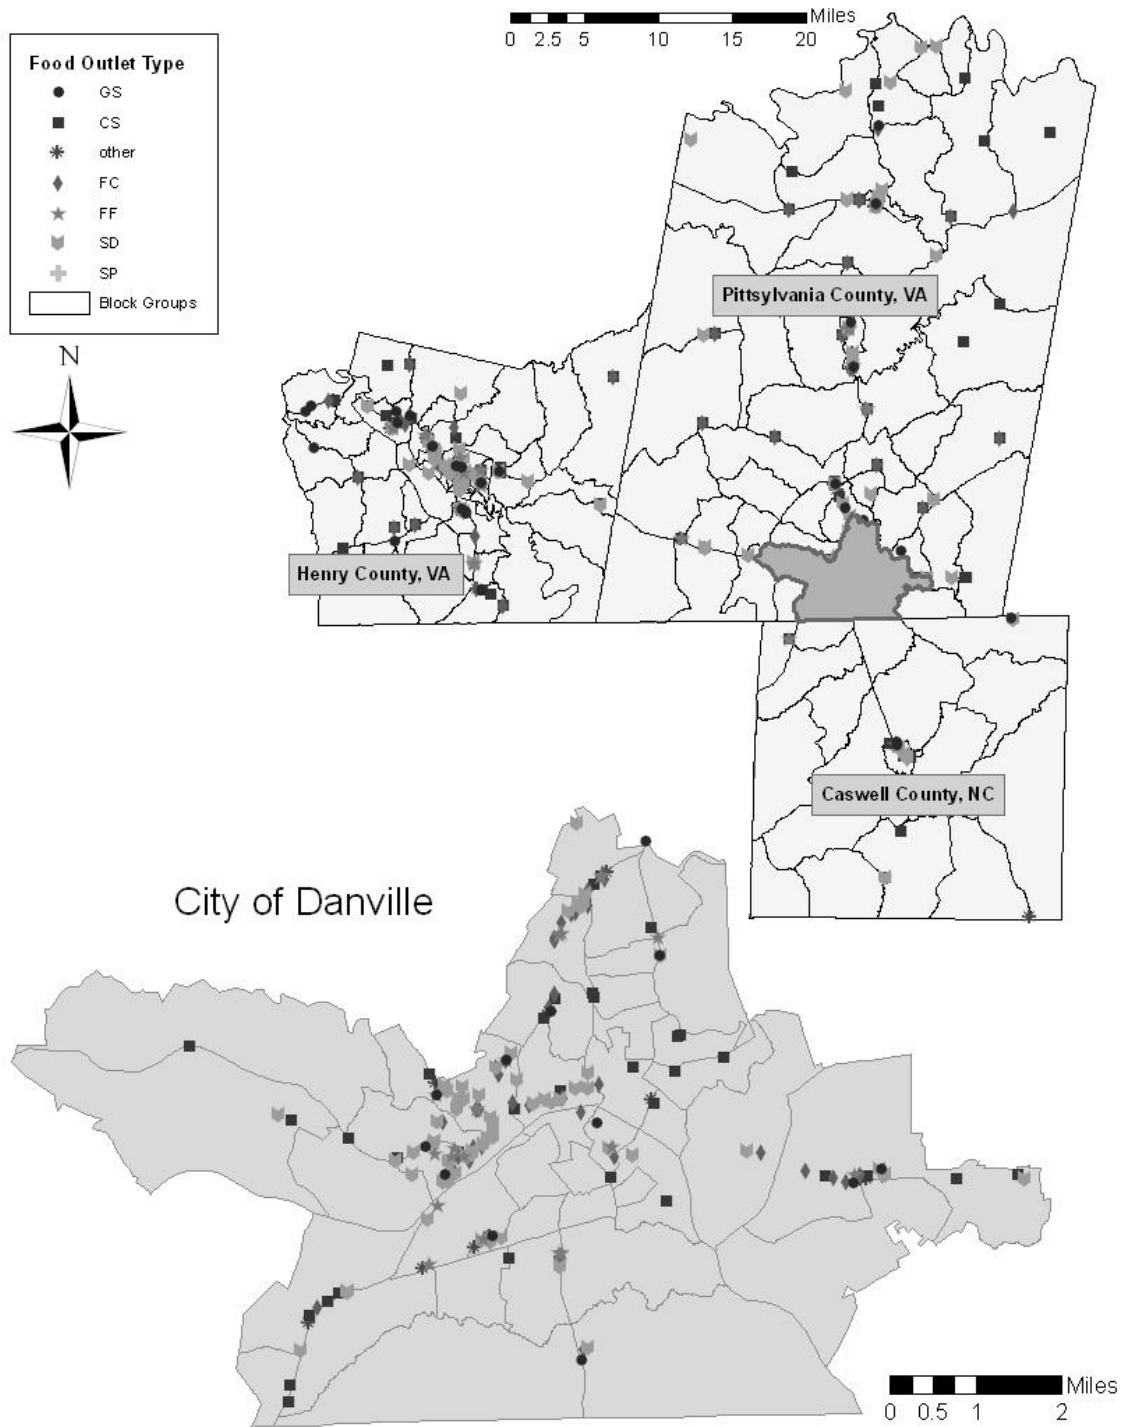 Miles
0 2.5 5 10 15 20
Food Outlet Type
GS
CS
other
FC
FF
SD
SP
Block Groups
N
Pittsylvania County, VA
Henry County, VA
Caswell County, NC
City of Danville
Miles
0 0.5 1 2